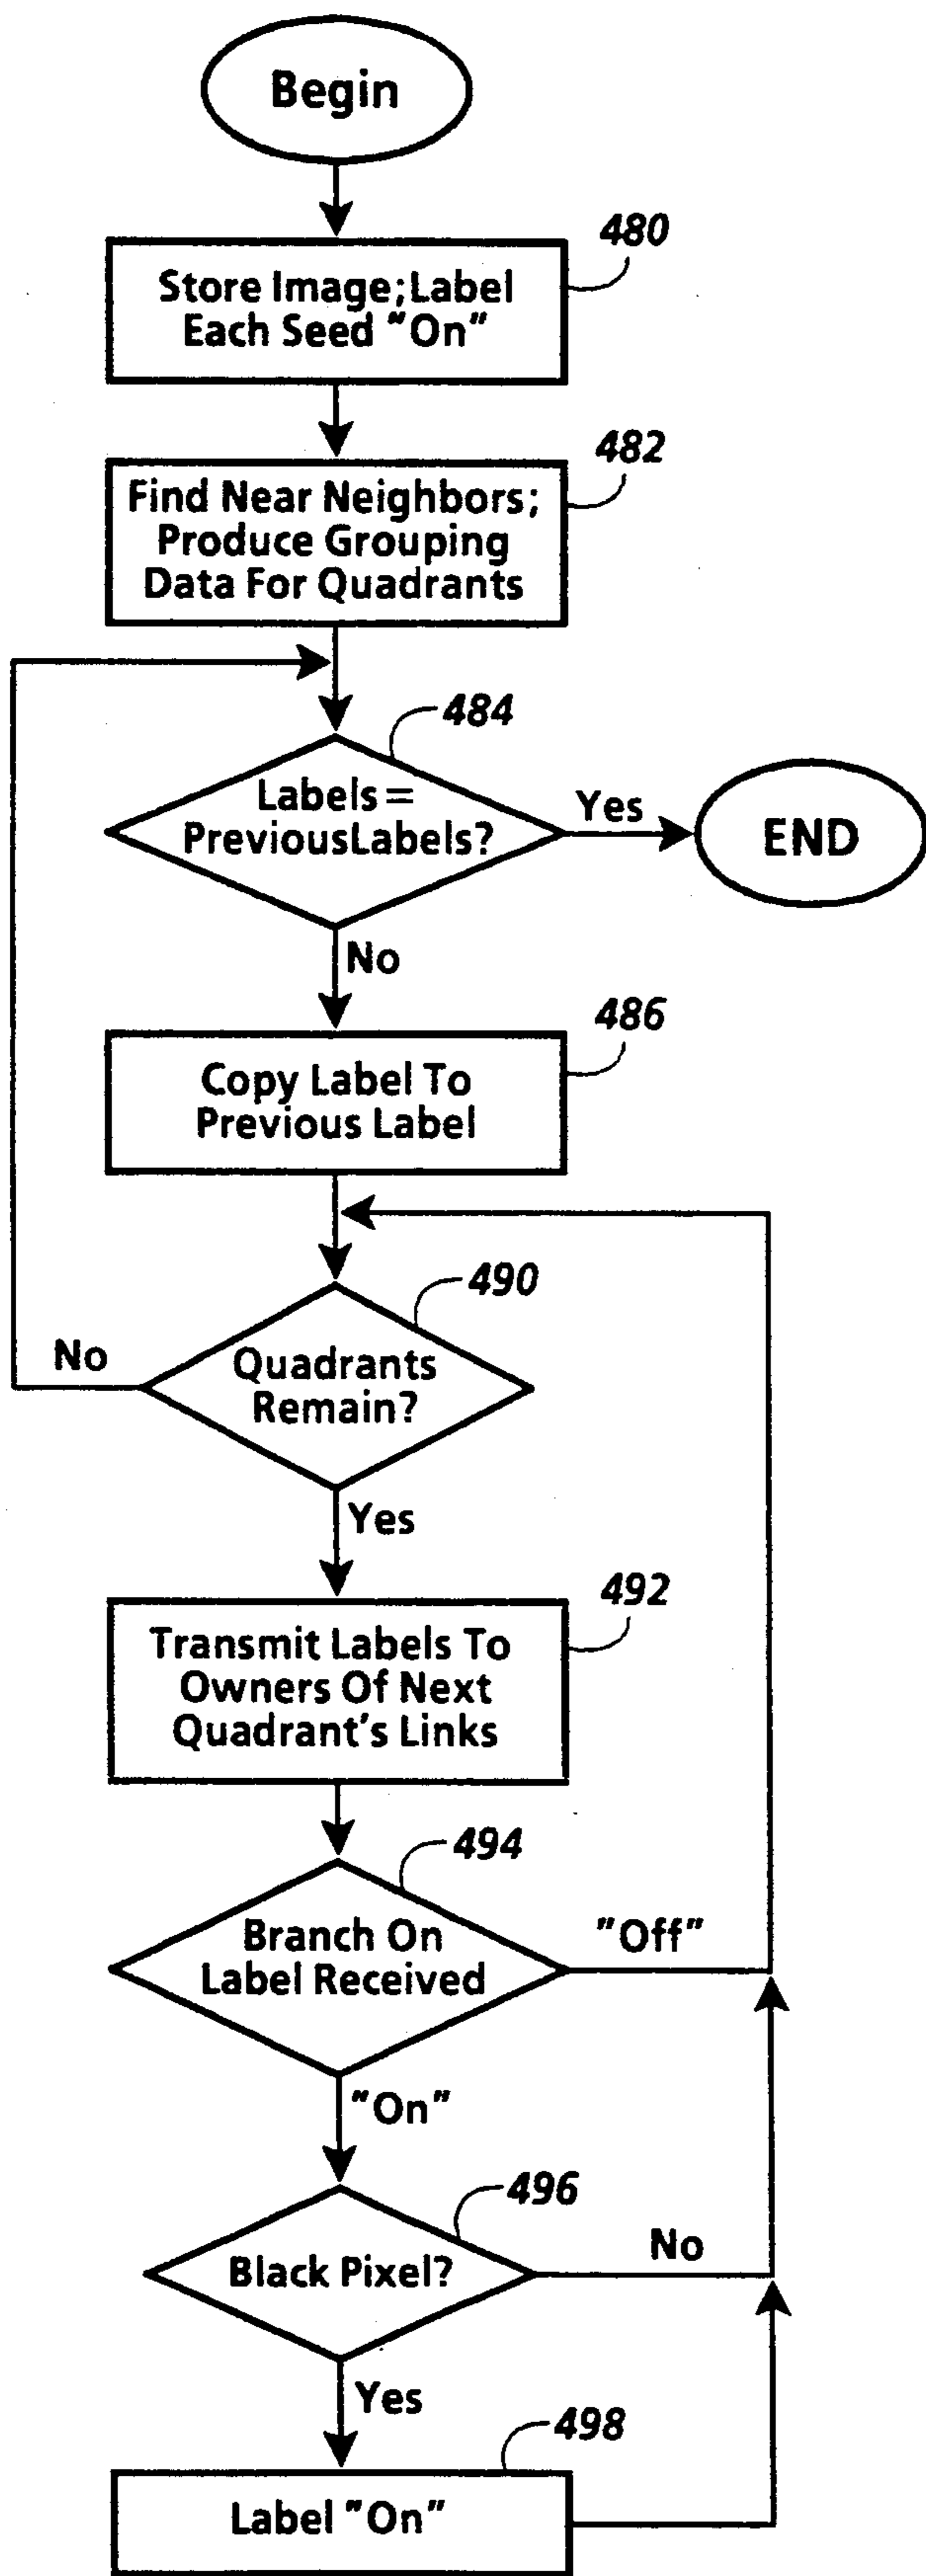 Begin
480
Store Image; Label
Each Seed "On"
482
Find Near Neighbors;
Produce Grouping
Data For Quadrants
484
Labels =
PreviousLabels?
Yes
END
No
486
Copy Label To
Previous Label
490
No
Quadrants
Remain?
Yes
492
Transmit Labels To
Owners Of Next
Quadrant's Links
494
Branch On
Label Received
"Off"
"On"
496
Black Pixel?
No
Yes
498
Label "On"